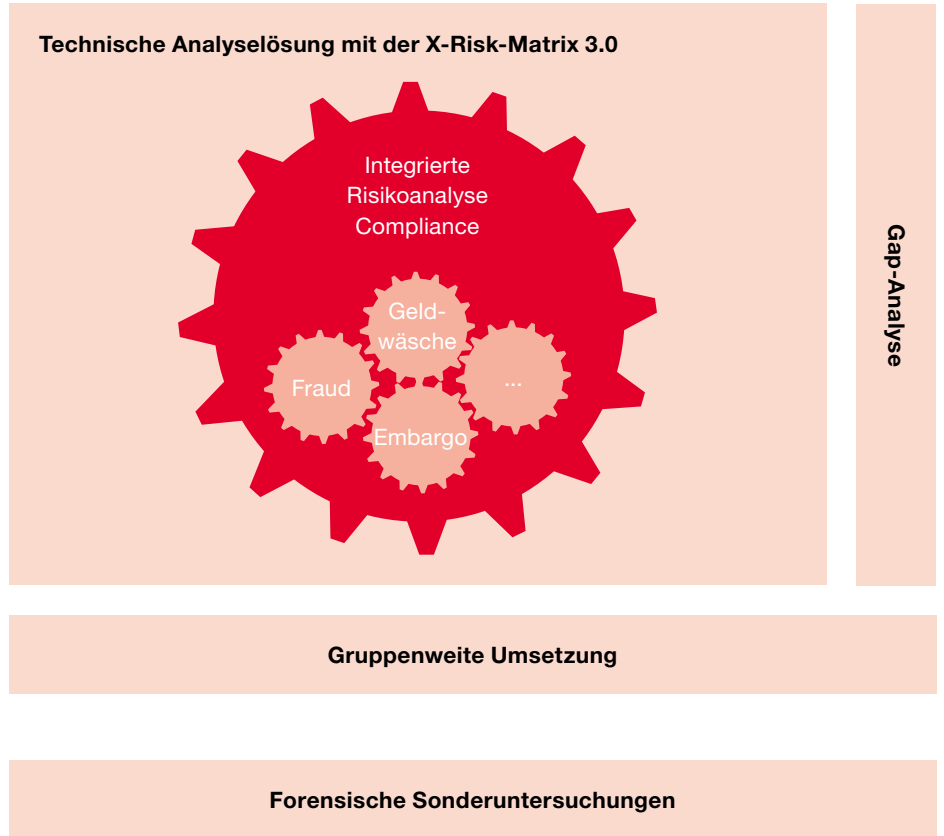 Technische Analyselösung mit der X-Risk-Matrix 3.0
Integrierte
Risikoanalyse
Compliance
Geld-
wäsche
Fraud
...
Embargo
Gap-Analyse
Gruppenweite Umsetzung
Forensische Sonderuntersuchungen